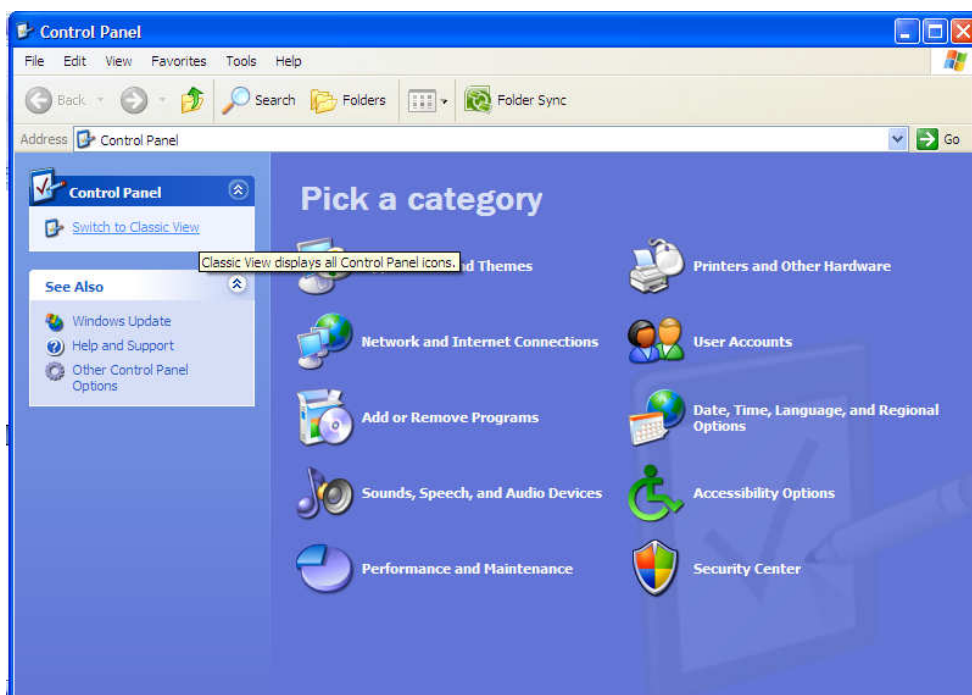 Control Panel
File Edit View Favorites Tools Help
Back Search Folders Folder Sync
Address Control Panel Go
Control Panel
Switch to Classic View
Classic View displays all Control Panel icons.
See Also
Windows Update
Help and Support
Other Control Panel
Options
Pick a category
d Themes
Printers and Other Hardware
Network and Internet Connections
User Accounts
Add or Remove Programs
Date, Time, Language, and Regional
Options
Sounds, Speech, and Audio Devices
Accessibility Options
Performance and Maintenance
Security Center